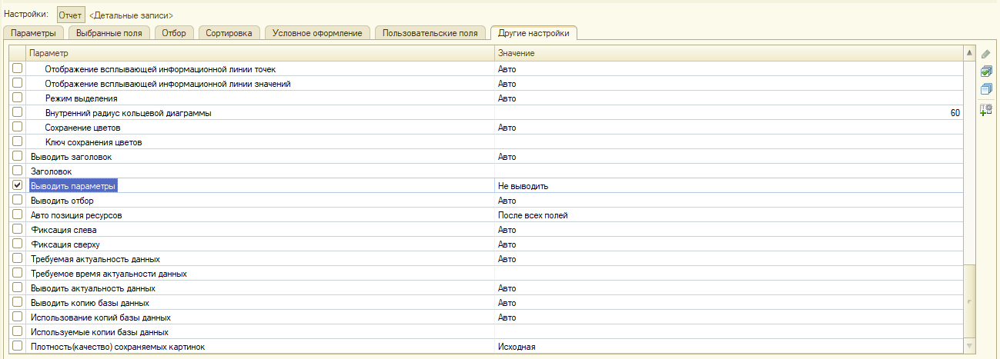 Настройки: Отчет <Детальные записи>
Параметры Выбранные поля Отбор Сортировка Условное оформление Пользовательские поля Другие настройки
Параметр Значение
Отображение всплывающей информационной линии точек Авто
Отображение всплывающей информационной линии значений Авто
Режим выделения Авто
Внутренний радиус кольцевой диаграммы 60
Сохранение цветов Авто
Ключ сохранения цветов
Выводить заголовок Авто
Заголовок
Выводить параметры Не выводить
Выводить отбор Авто
Авто позиция ресурсов После всех полей
Фиксация слева Авто
Фиксация сверху Авто
Требуемая актуальность данных Авто
Требуемое время актуальности данных
Выводить актуальность данных Авто
Выводить копию базы данных Авто
Использование копий базы данных Авто
Используемые копии базы данных
Плотность(качество) сохраняемых картинок Исходная